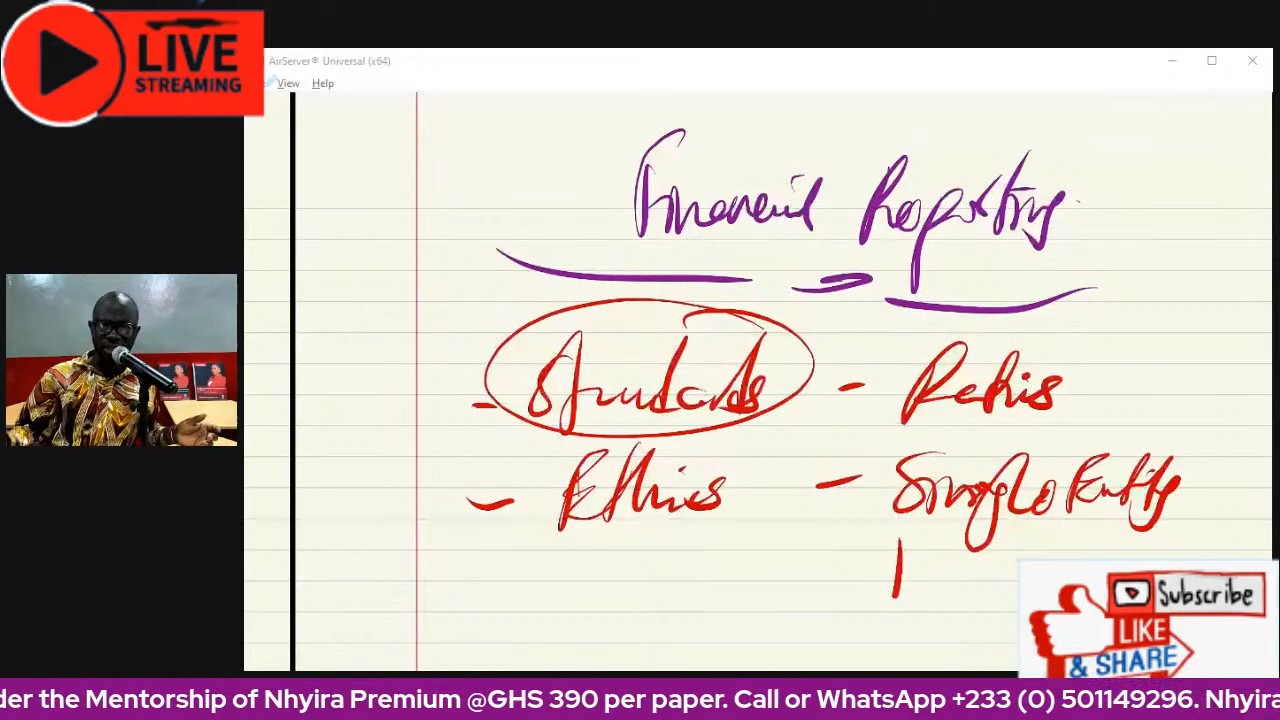 LIVE
STREAMING
AirServer® Universal (x64)
View Help
Financial Reporting
- Standards - Ratios
- Ethics - Single Entity
Subscribe
LIKE
& SHARE
der the Mentorship of Nhyira Premium @GHS 390 per paper. Call or WhatsApp +233 (0) 501149296. Nhyira